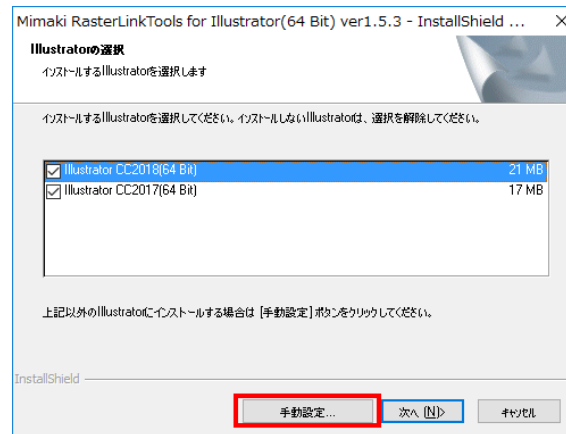 Mimaki RasterLinkTools for Illustrator(64 Bit) ver1.5.3 - InstallShield ...
Illustratorの選択
インストールするIllustratorを選択します
インストールするIllustratorを選択してください。インストールしないIllustratorは、選択を解除してください。
Illustrator CC2018(64 Bit) 21 MB
Illustrator CC2017(64 Bit) 17 MB
上記以外のIllustratorにインストールする場合は [手動設定] ボタンをクリックしてください。
InstallShield
手動設定... 次へ (N)> キャンセル